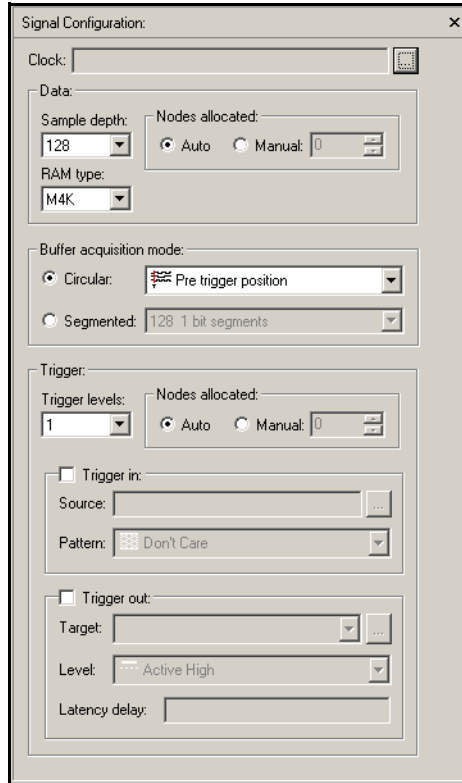 Signal Configuration:
Clock:
Data:
Sample depth:
128
Nodes allocated:
Auto Manual: 0
RAM type:
M4K
Buffer acquisition mode:
Circular: Pre trigger position
Segmented: 128 1 bit segments
Trigger:
Trigger levels:
1
Nodes allocated:
Auto Manual: 0
Trigger in:
Source: ...
Pattern: Don't Care
Trigger out:
Target: ...
Level: Active High
Latency delay: